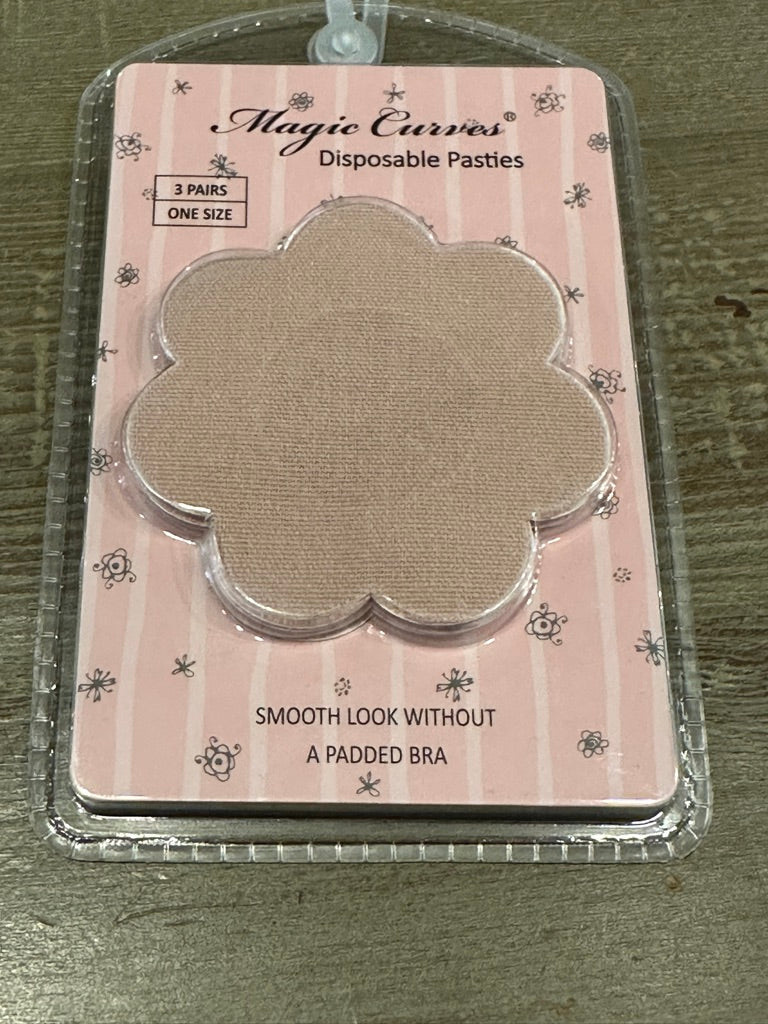 Magic Curves®
Disposable Pasties
3 PAIRS
ONE SIZE
SMOOTH LOOK WITHOUT
A PADDED BRA